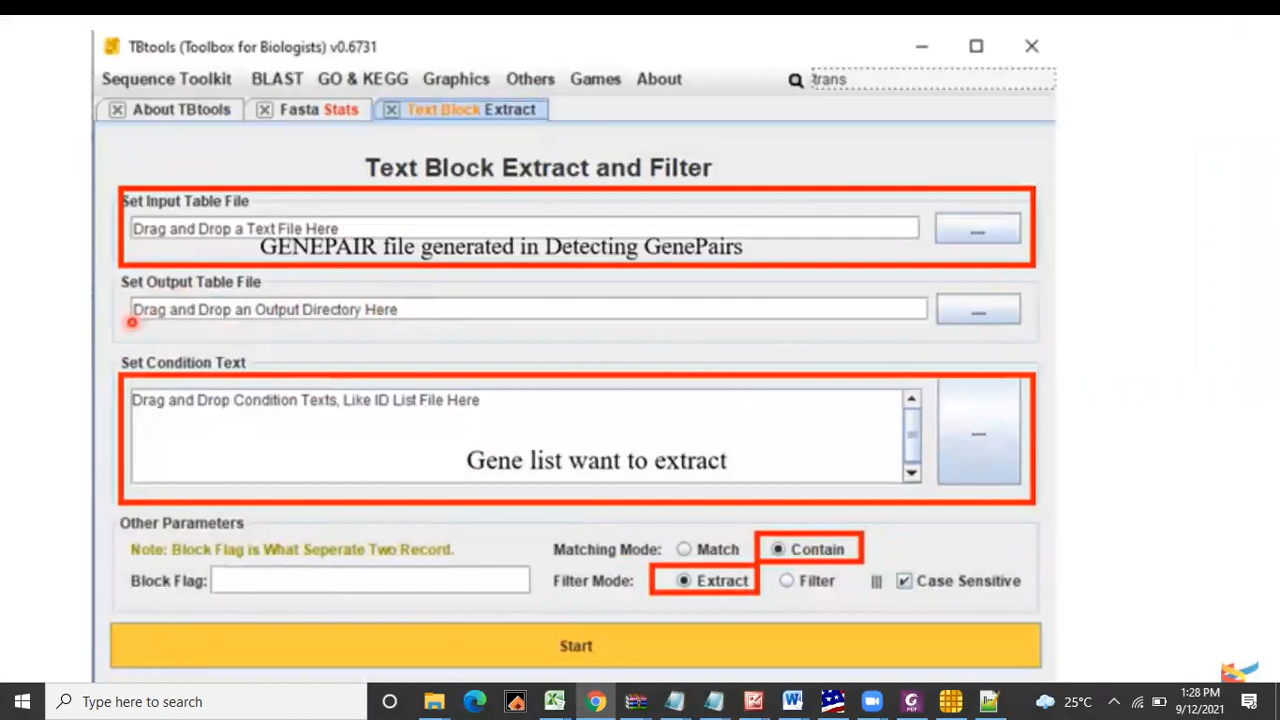 TBtools (Toolbox for Biologists) v0.6731
Sequence Toolkit BLAST GO & KEGG Graphics Others Games About trans
About TBtools Fasta Stats Text Block Extract
Text Block Extract and Filter
Set Input Table File
Drag and Drop a Text File Here ....
GENEPAIR file generated in Detecting GenePairs
Set Output Table File
Drag and Drop an Output Directory Here ....
Set Condition Text
Drag and Drop Condition Texts, Like ID List File Here
....
Gene list want to extract
Other Parameters
Note: Block Flag is What Seperate Two Record. Matching Mode: Match Contain
Block Flag: Filter Mode: Extract Filter ||| Case Sensitive
Start
Type here to search 25°C 1:28 PM
9/12/2021